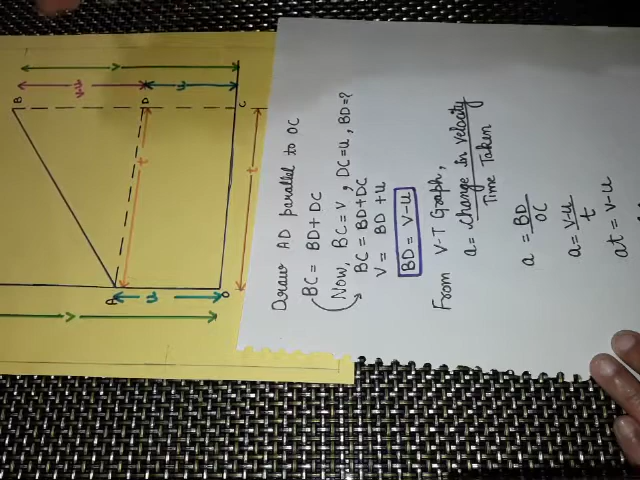 Draw AD parallel to OC
BC = BD + DC
Now, BC = V, DC = u, BD = ?
BC = BD + DC
V = BD + u
BD = V-u
From V-T Graph,
a = Change in Velocity
Time Taken
a = BD
OC
a = V-u
t
at = V-u
B
D
C
A
O
t
t
u
u
v
v